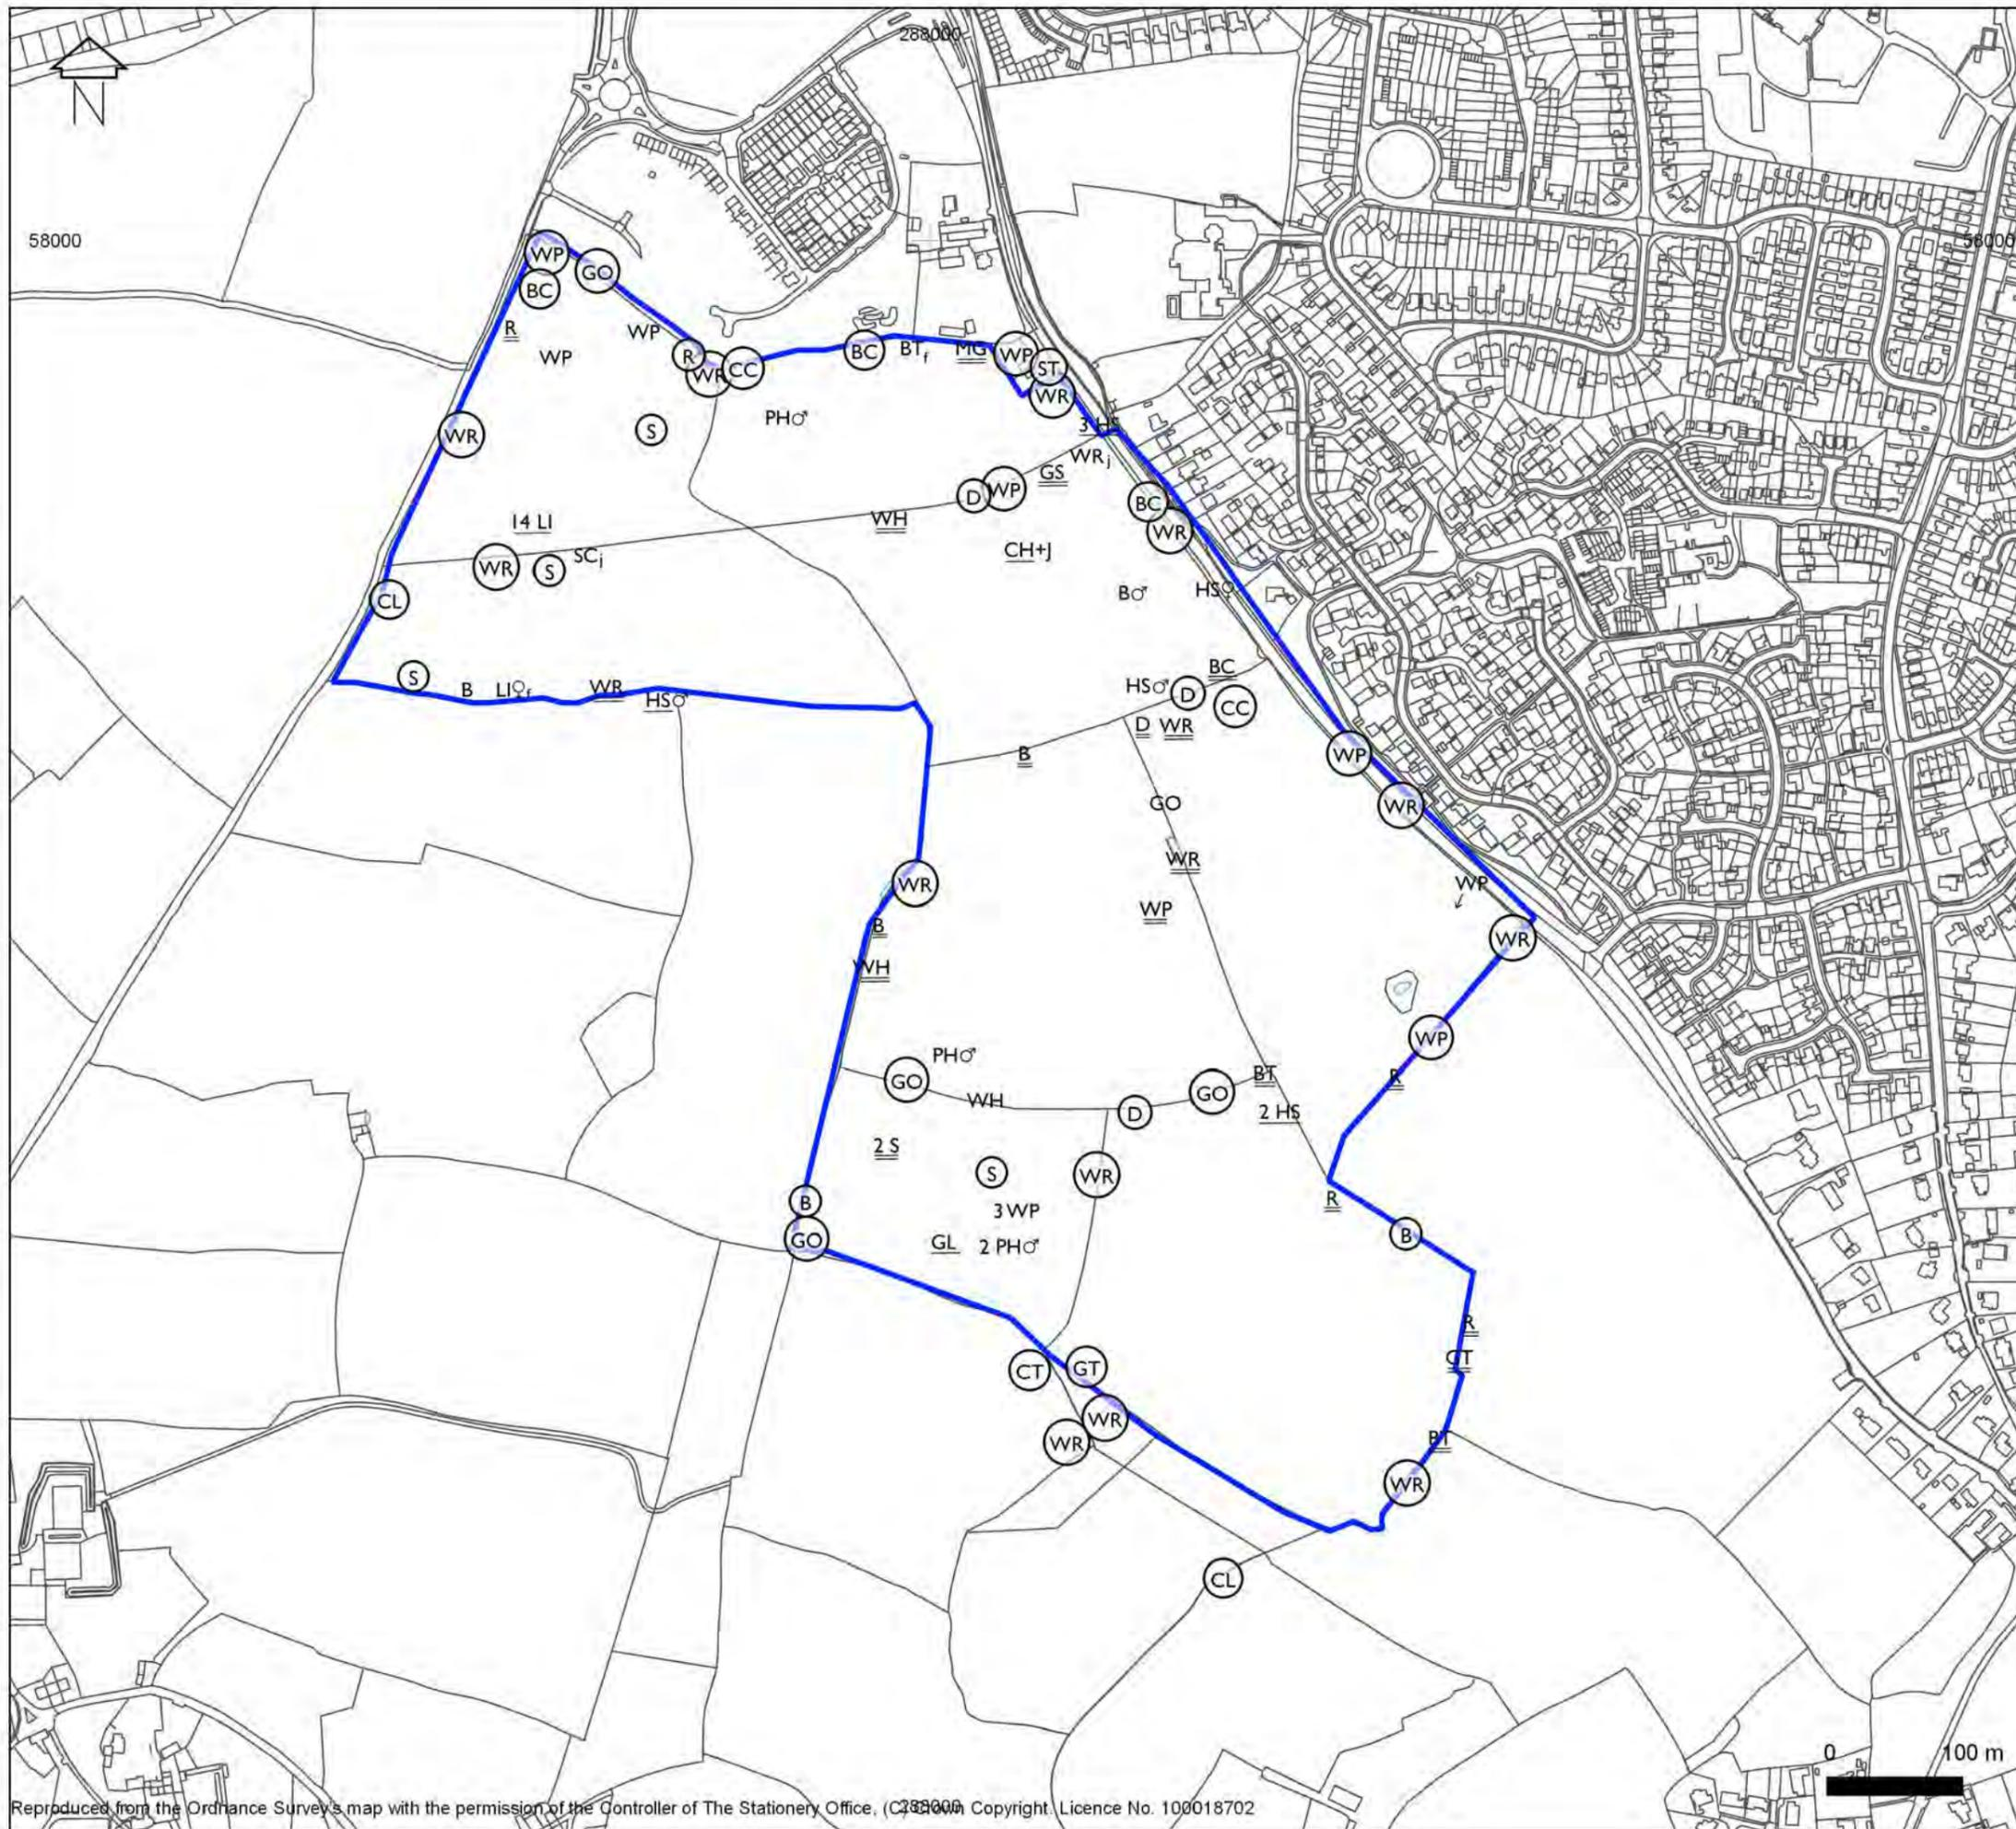 288000
N
58000
58000
WP
GO
BC
R
WP
WP
R
WR
CC
BC
BTf
MG
WP
ST
WR
WR
S
PH♂
3 HS
WRj
GS
D
WP
BC
WR
14 LI
WH
CH+J
WR
S
SCj
CL
B♂
HS♀
S
B
LI♀f
WR
HS♂
BC
HS♂
D
CC
D
WR
B
WP
GO
WR
WR
WR
WP
WP
B
WR
WH
WP
PH♂
GO
WH
D
GO
BT
R
2 HS
2 S
S
WR
3 WP
B
R
GO
GL
2 PH♂
B
R
CT
CT
GT
WR
WR
BT
WR
CL
0
100 m
Reproduced from the Ordnance Survey's map with the permission of the Controller of The Stationery Office, (C) Crown Copyright. Licence No. 100018702
288000